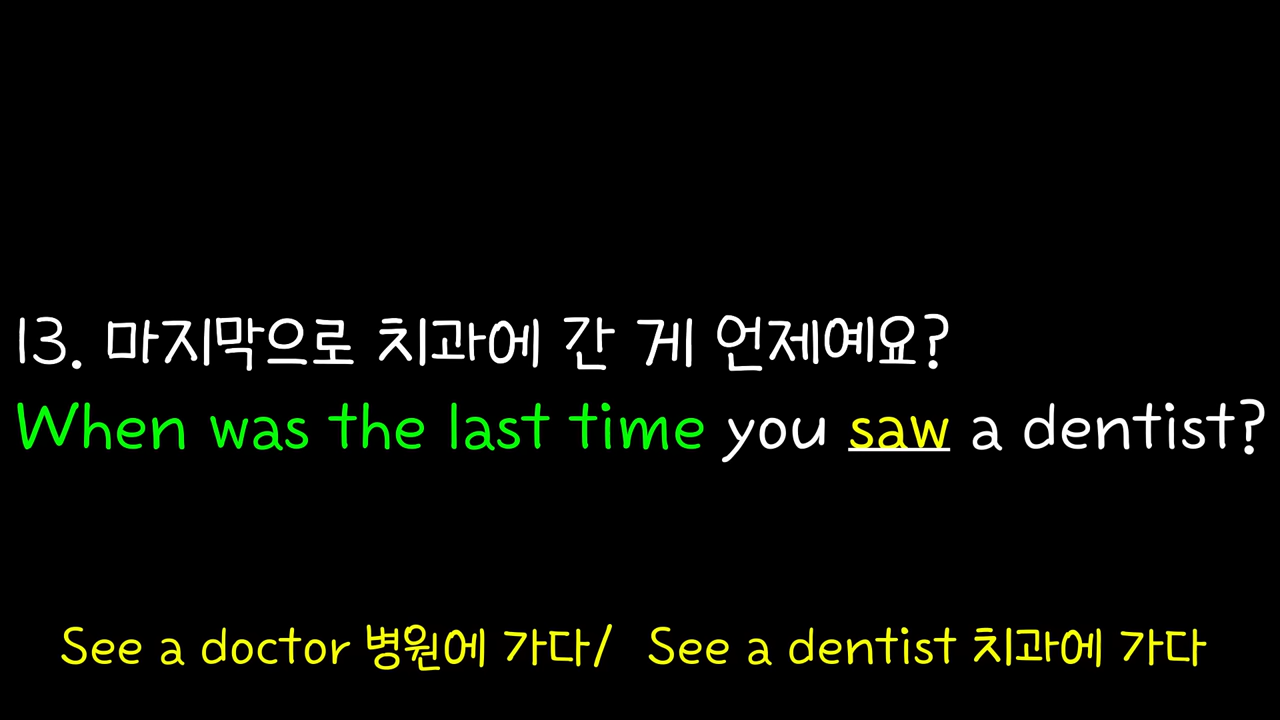 13. 마지막으로 치과에 간 게 언제예요?
When was the last time you saw a dentist?
See a doctor 병원에 가다/ See a dentist 치과에 가다